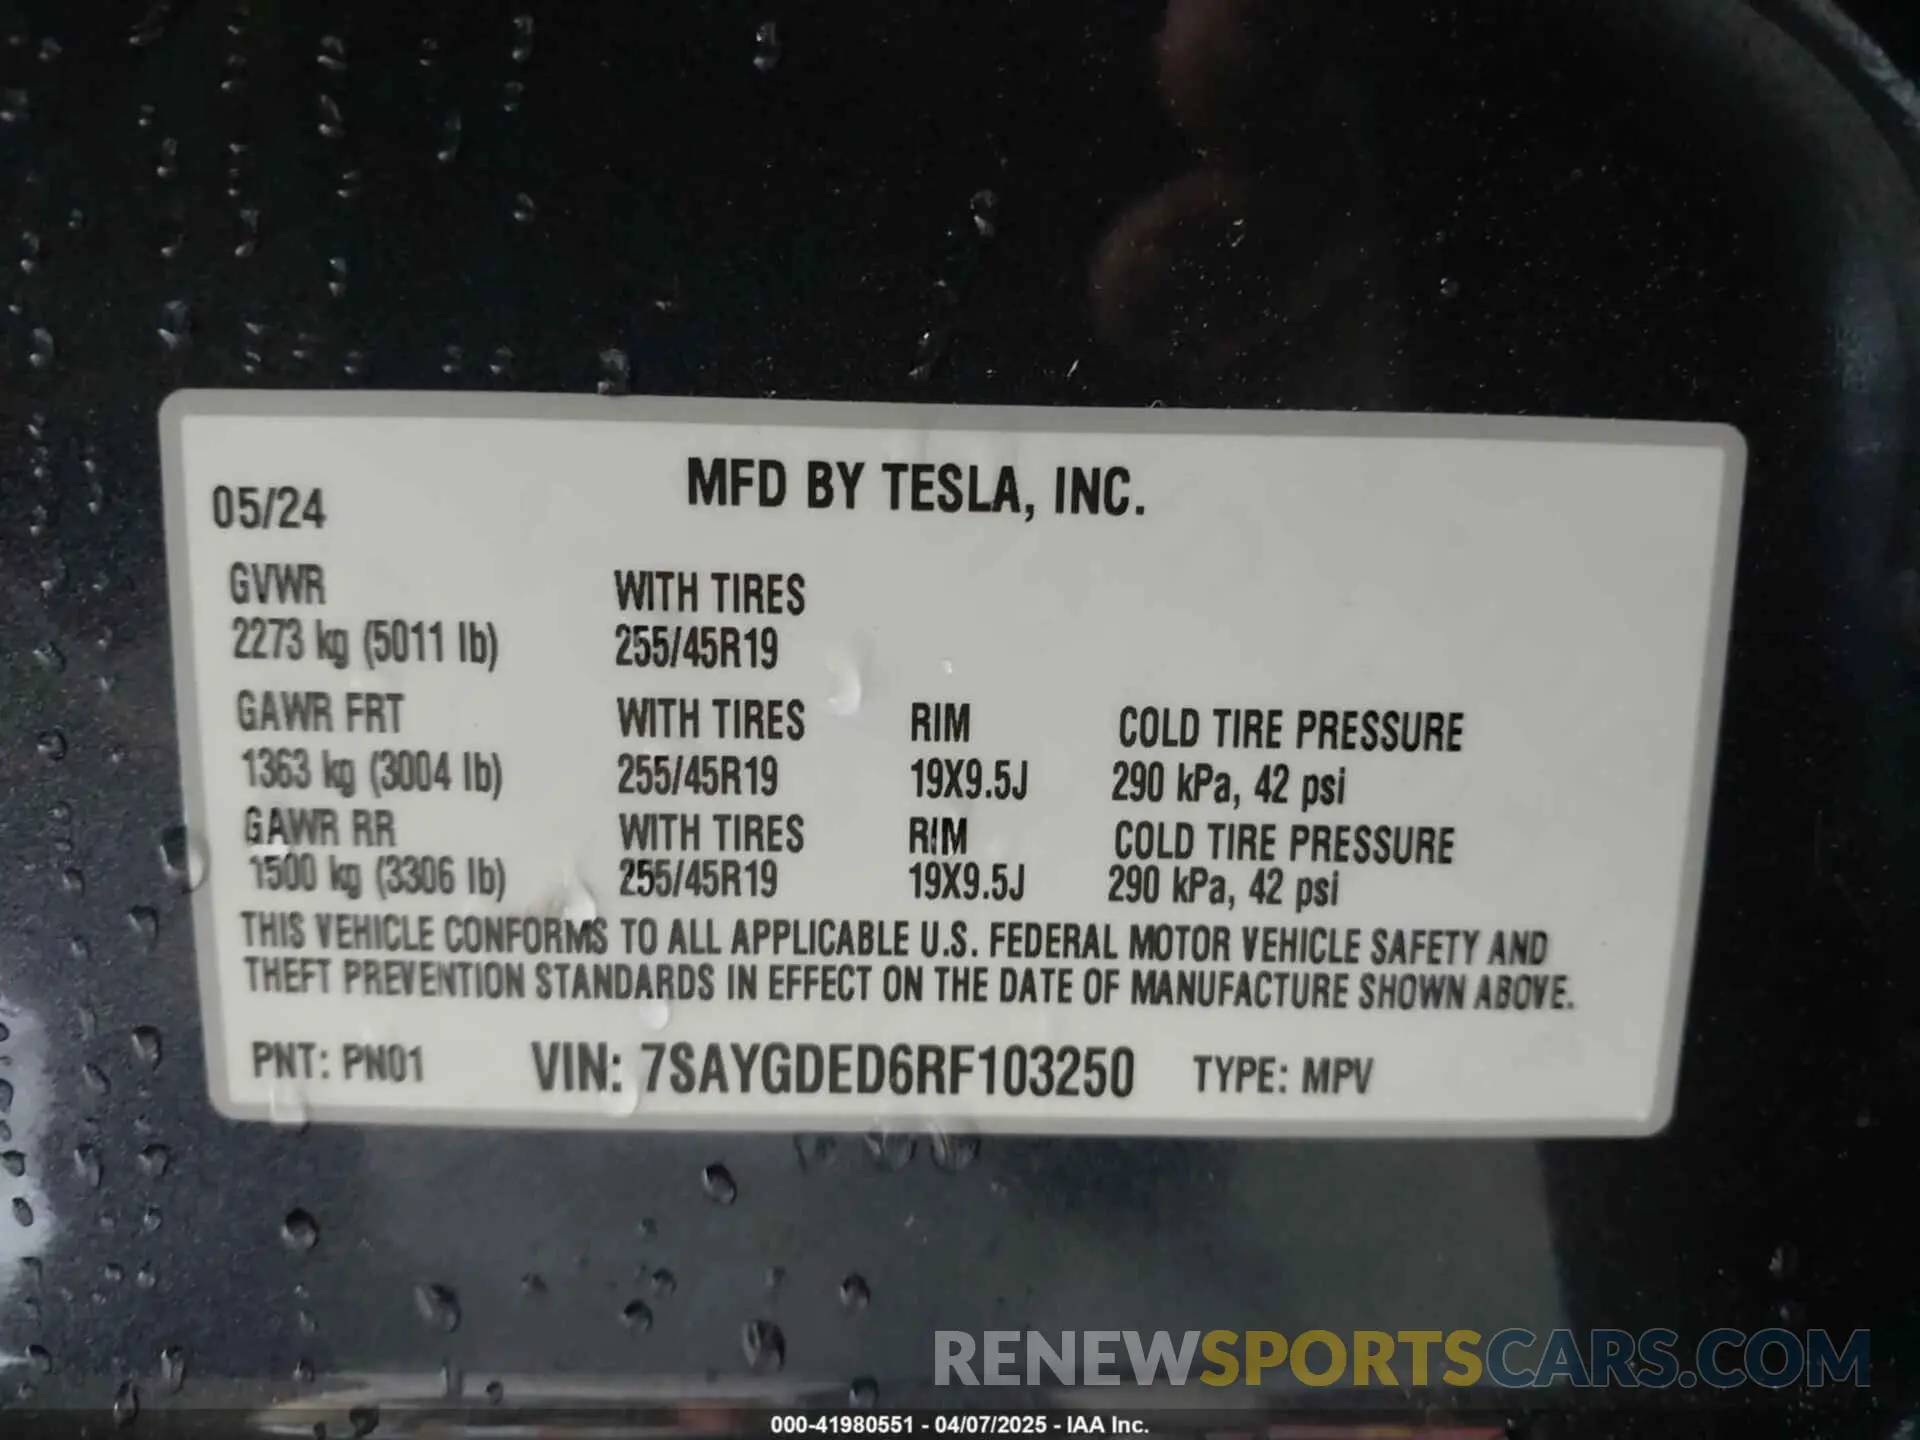 MFD BY TESLA, INC.
05/24
GVWR WITH TIRES
2273 kg (5011 lb) 255/45R19
GAWR FRT WITH TIRES RIM COLD TIRE PRESSURE
1363 kg (3004 lb) 255/45R19 19X9.5J 290 kPa, 42 psi
GAWR RR WITH TIRES RIM COLD TIRE PRESSURE
1500 kg (3306 lb) 255/45R19 19X9.5J 290 kPa, 42 psi
THIS VEHICLE CONFORMS TO ALL APPLICABLE U.S. FEDERAL MOTOR VEHICLE SAFETY AND
THEFT PREVENTION STANDARDS IN EFFECT ON THE DATE OF MANUFACTURE SHOWN ABOVE.
PNT: PN01 VIN: 7SAYGDED6RF103250 TYPE: MPV
RENEWSPORTSCARS.COM
000-41980551 - 04/07/2025 - IAA Inc.